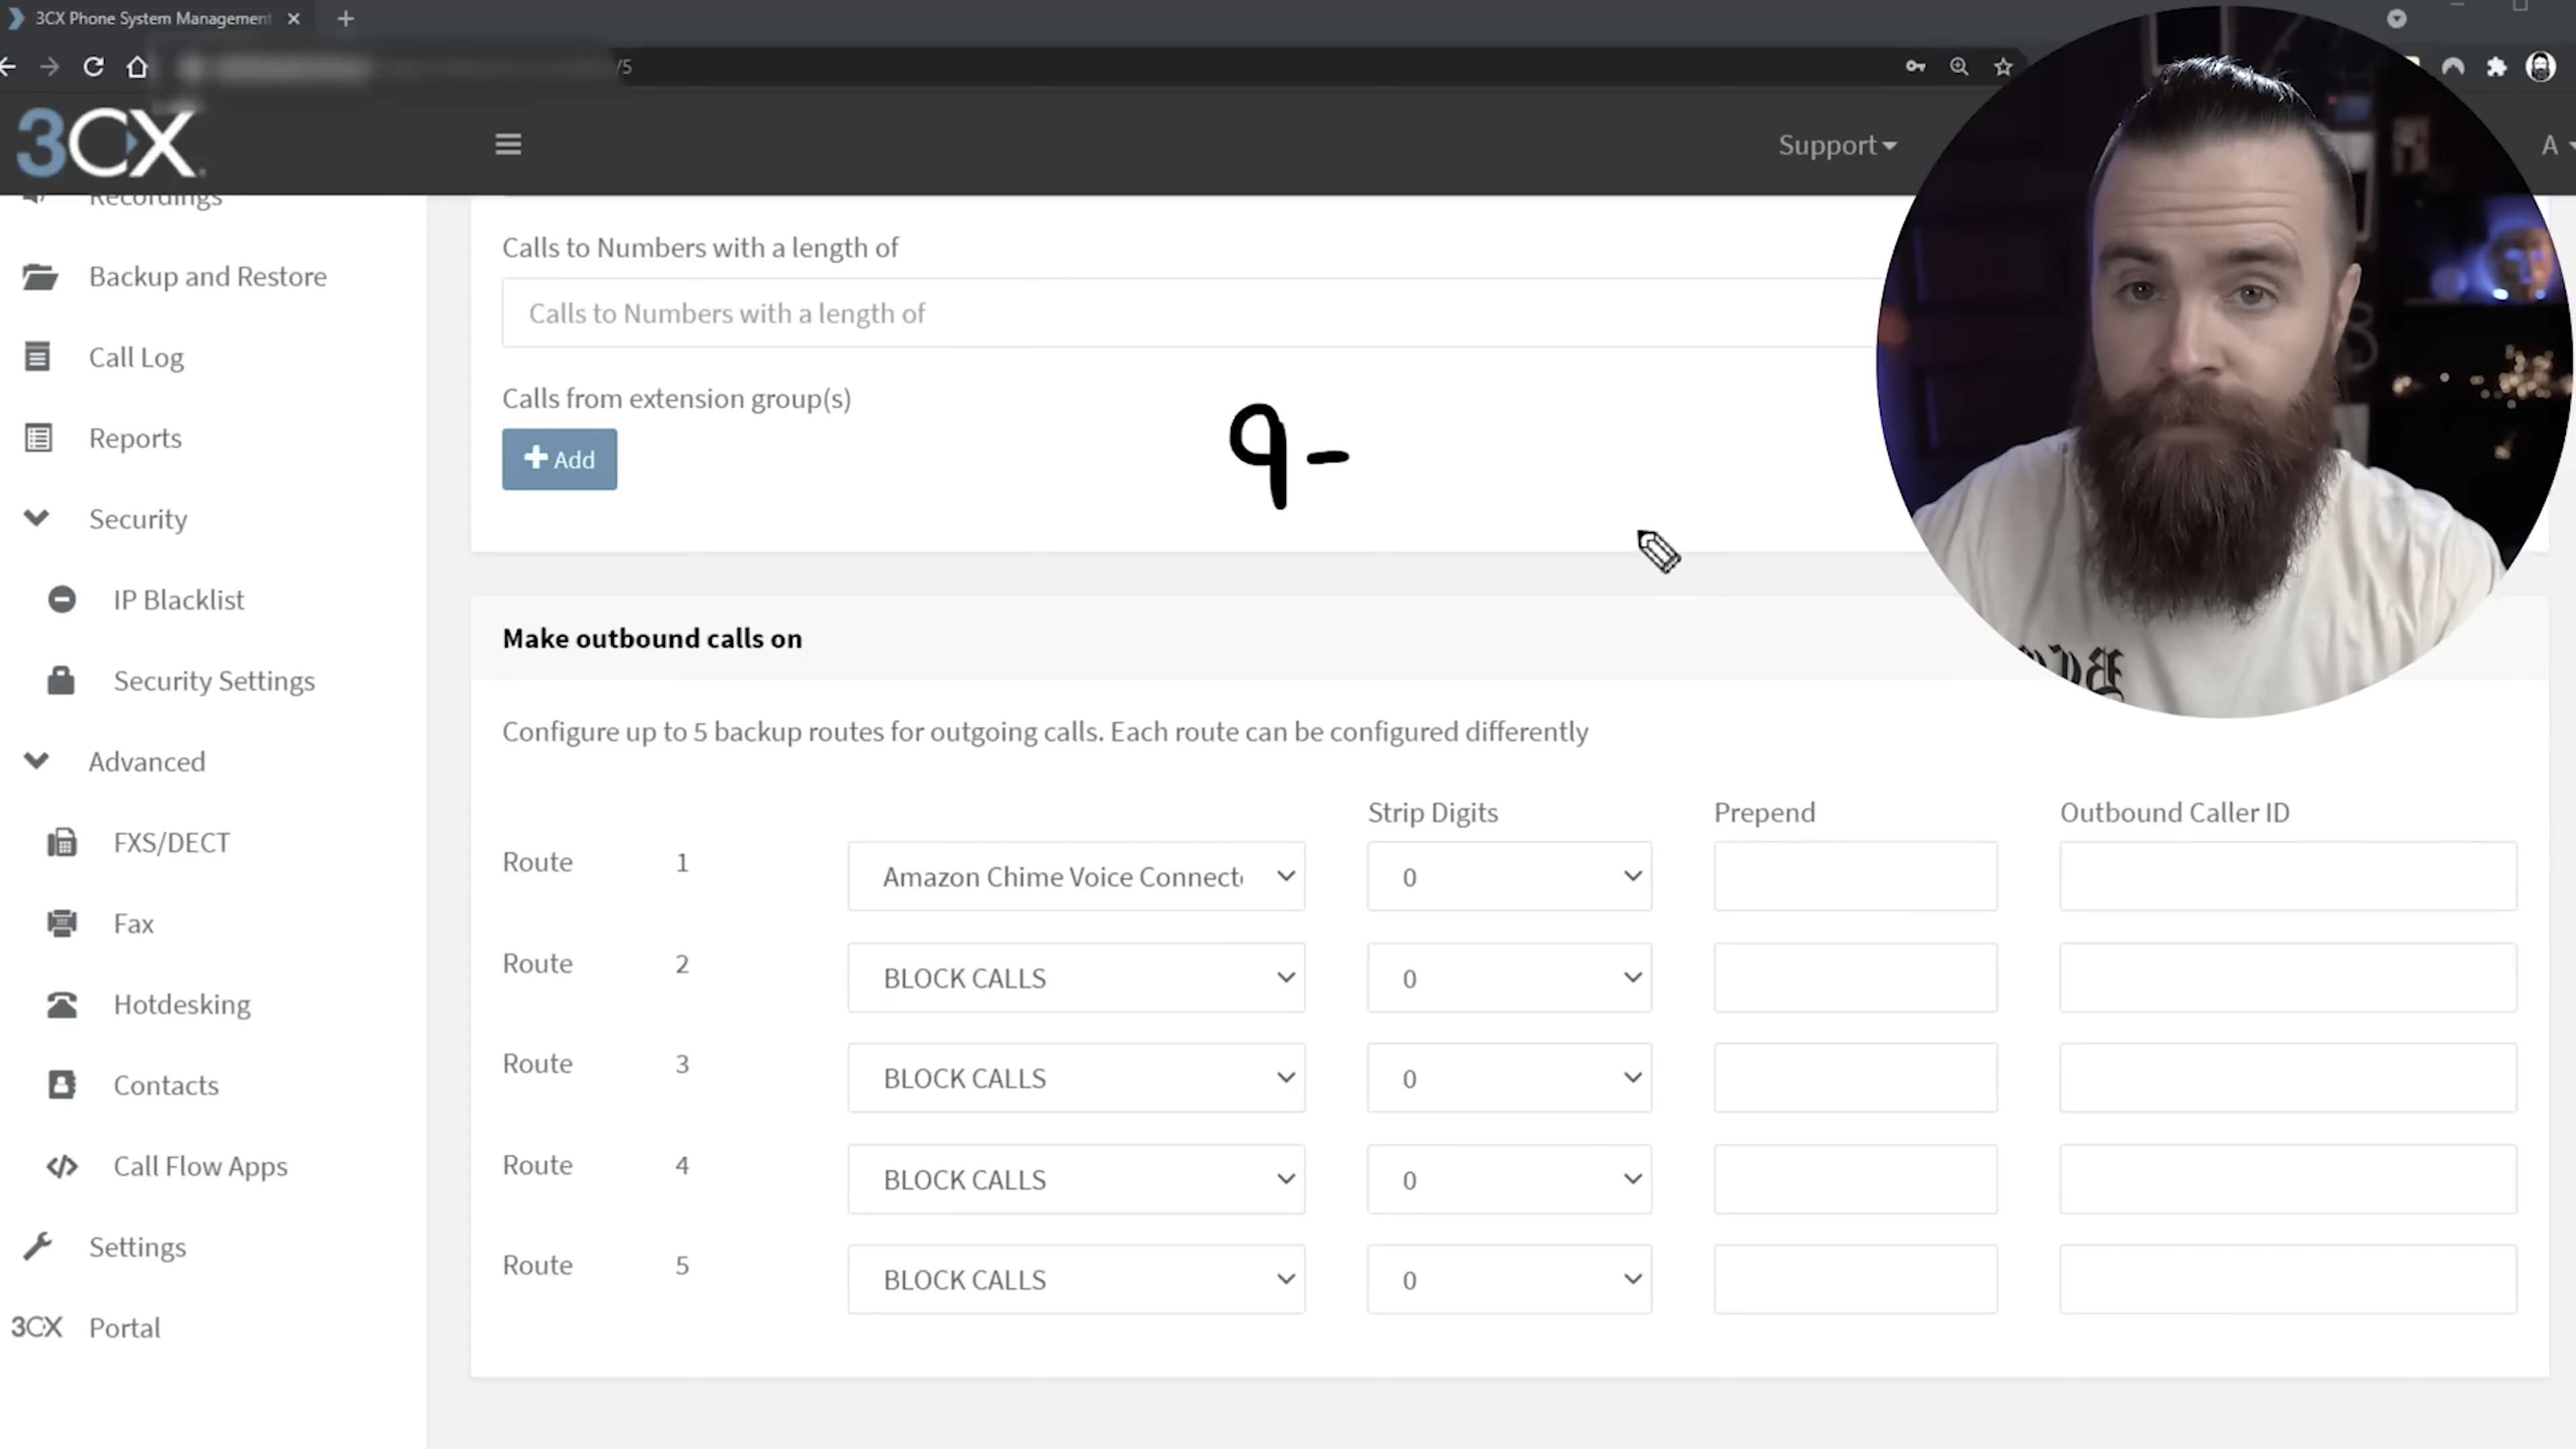 3CX Phone System Management
/5
3CX
Support
A
Recordings
Backup and Restore
Call Log
Reports
Security
IP Blacklist
Security Settings
Advanced
FXS/DECT
Fax
Hotdesking
Contacts
Call Flow Apps
Settings
3CX Portal
Calls to Numbers with a length of
Calls to Numbers with a length of
Calls from extension group(s)
+ Add
9-
Make outbound calls on
Configure up to 5 backup routes for outgoing calls. Each route can be configured differently
Strip Digits Prepend Outbound Caller ID
Route 1 Amazon Chime Voice Connect 0
Route 2 BLOCK CALLS 0
Route 3 BLOCK CALLS 0
Route 4 BLOCK CALLS 0
Route 5 BLOCK CALLS 0